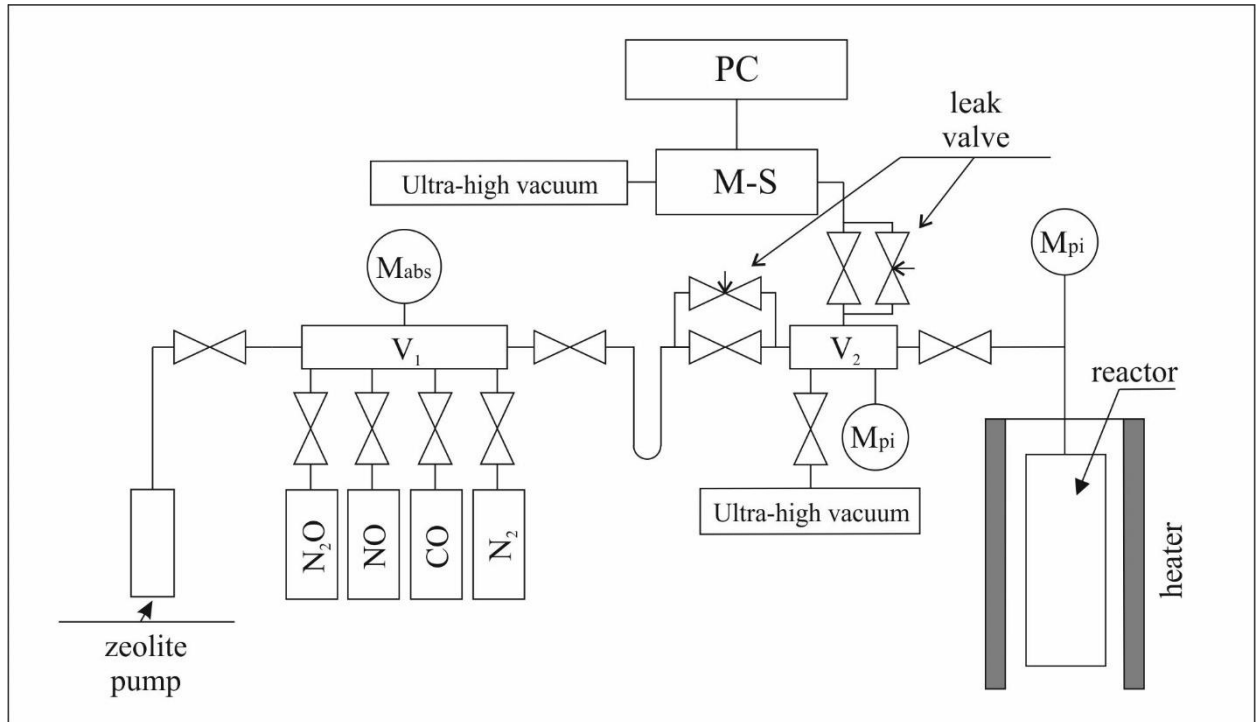 PC
leak
valve
Ultra-high vacuum
M-S
Mpi
Mabs
V₁
V₂
reactor
Mpi
N₂O
NO
CO
N₂
Ultra-high vacuum
heater
zeolite
pump